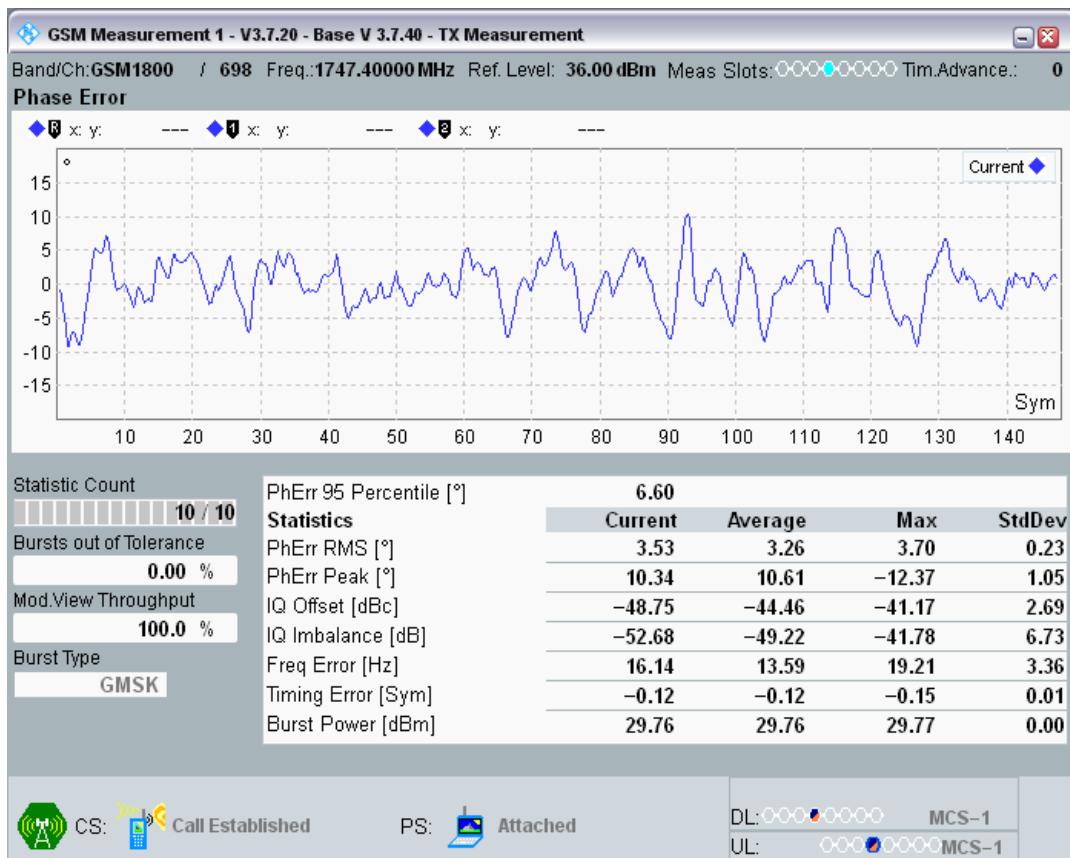 GSM Measurement 1 - V3.7.20 - Base V 3.7.40 - TX Measurement
Band/Ch:GSM1800 / 698 Freq.:1747.40000 MHz Ref. Level: 36.00 dBm Meas Slots: Tim.Advance.: 0
Phase Error
R x: y: --- 1 x: y: --- 2 x: y: ---
°
Current
15
10
5
0
-5
-10
-15
Sym
10 20 30 40 50 60 70 80 90 100 110 120 130 140
Statistic Count
10 / 10
Bursts out of Tolerance
0.00 %
Mod.View Throughput
100.0 %
Burst Type
GMSK
PhErr 95 Percentile [°] 6.60
Statistics Current Average Max StdDev
PhErr RMS [°] 3.53 3.26 3.70 0.23
PhErr Peak [°] 10.34 10.61 −12.37 1.05
IQ Offset [dBc] −48.75 −44.46 −41.17 2.69
IQ Imbalance [dB] −52.68 −49.22 −41.78 6.73
Freq Error [Hz] 16.14 13.59 19.21 3.36
Timing Error [Sym] −0.12 −0.12 −0.15 0.01
Burst Power [dBm] 29.76 29.76 29.77 0.00
CS: Call Established PS: Attached
DL: MCS−1
UL: MCS−1